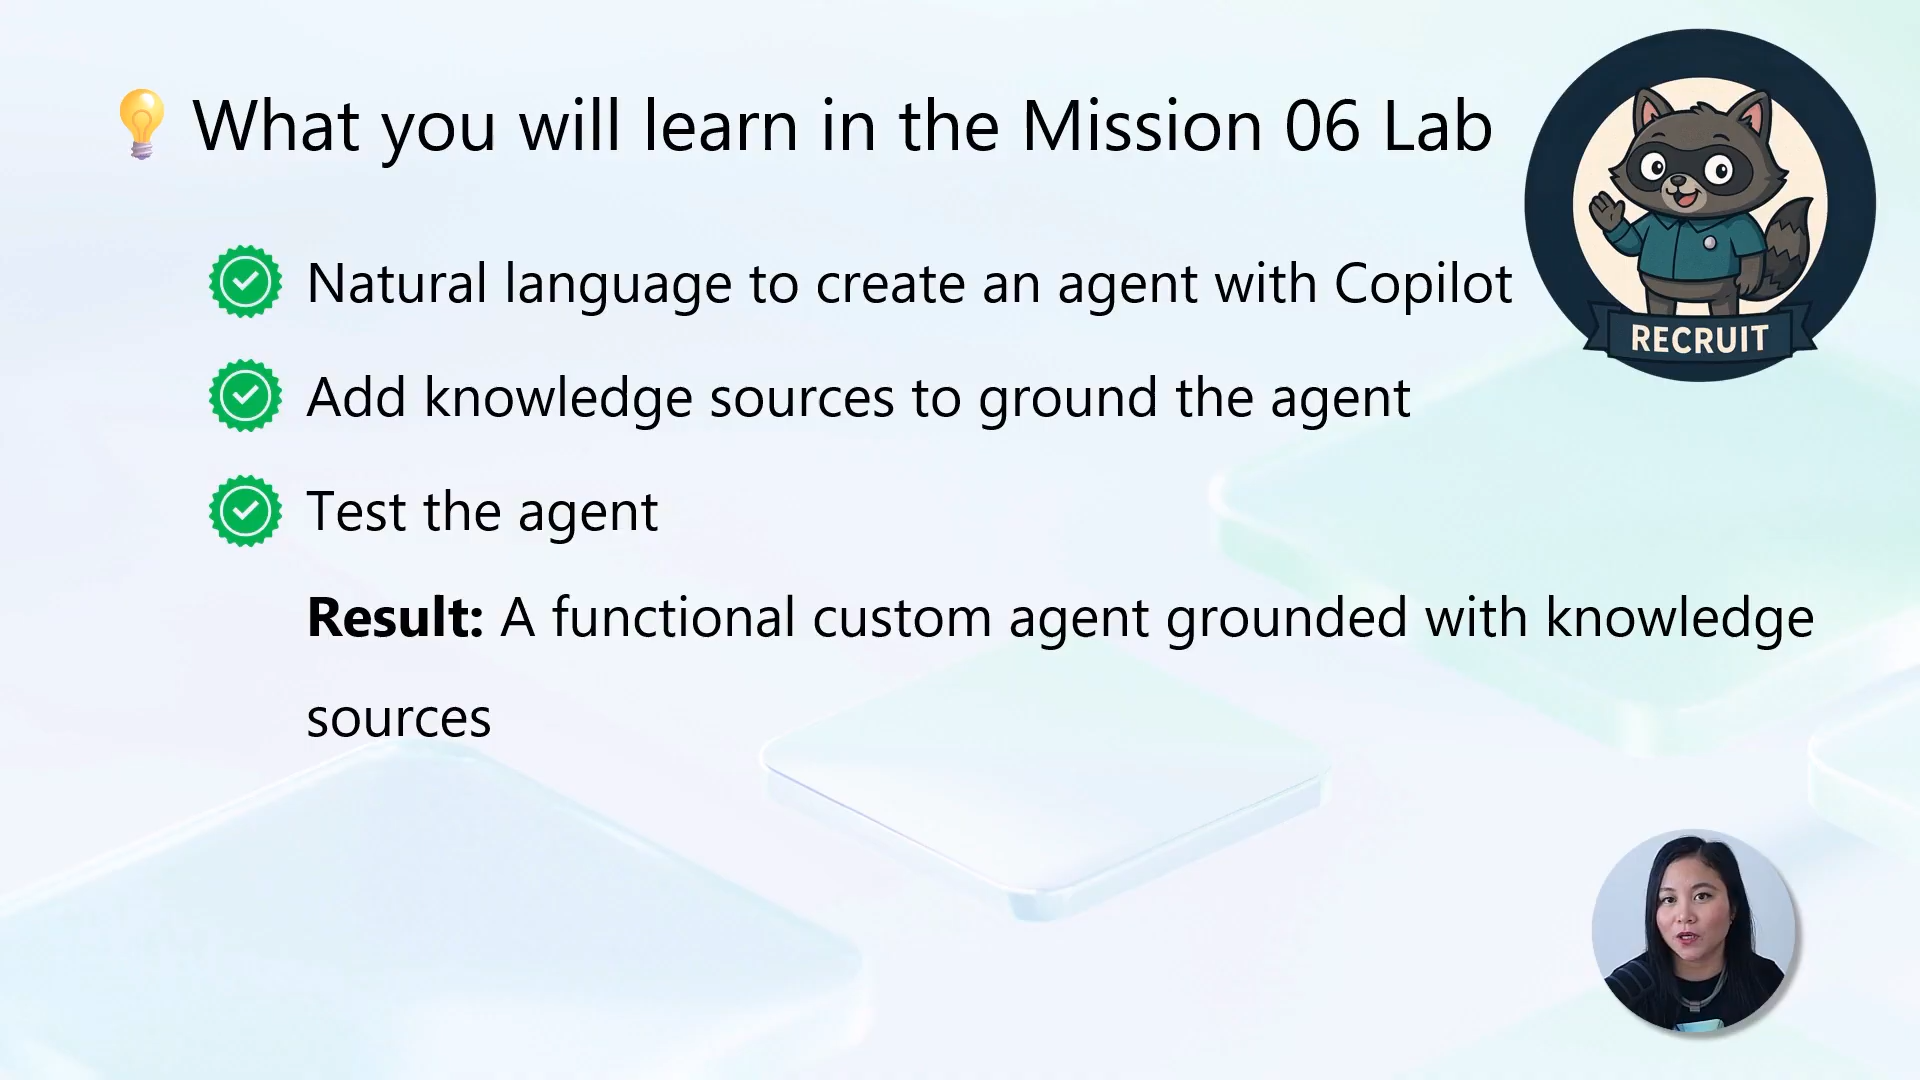 What you will learn in the Mission 06 Lab
Natural language to create an agent with Copilot
RECRUIT
Add knowledge sources to ground the agent
Test the agent
Result: A functional custom agent grounded with knowledge
sources